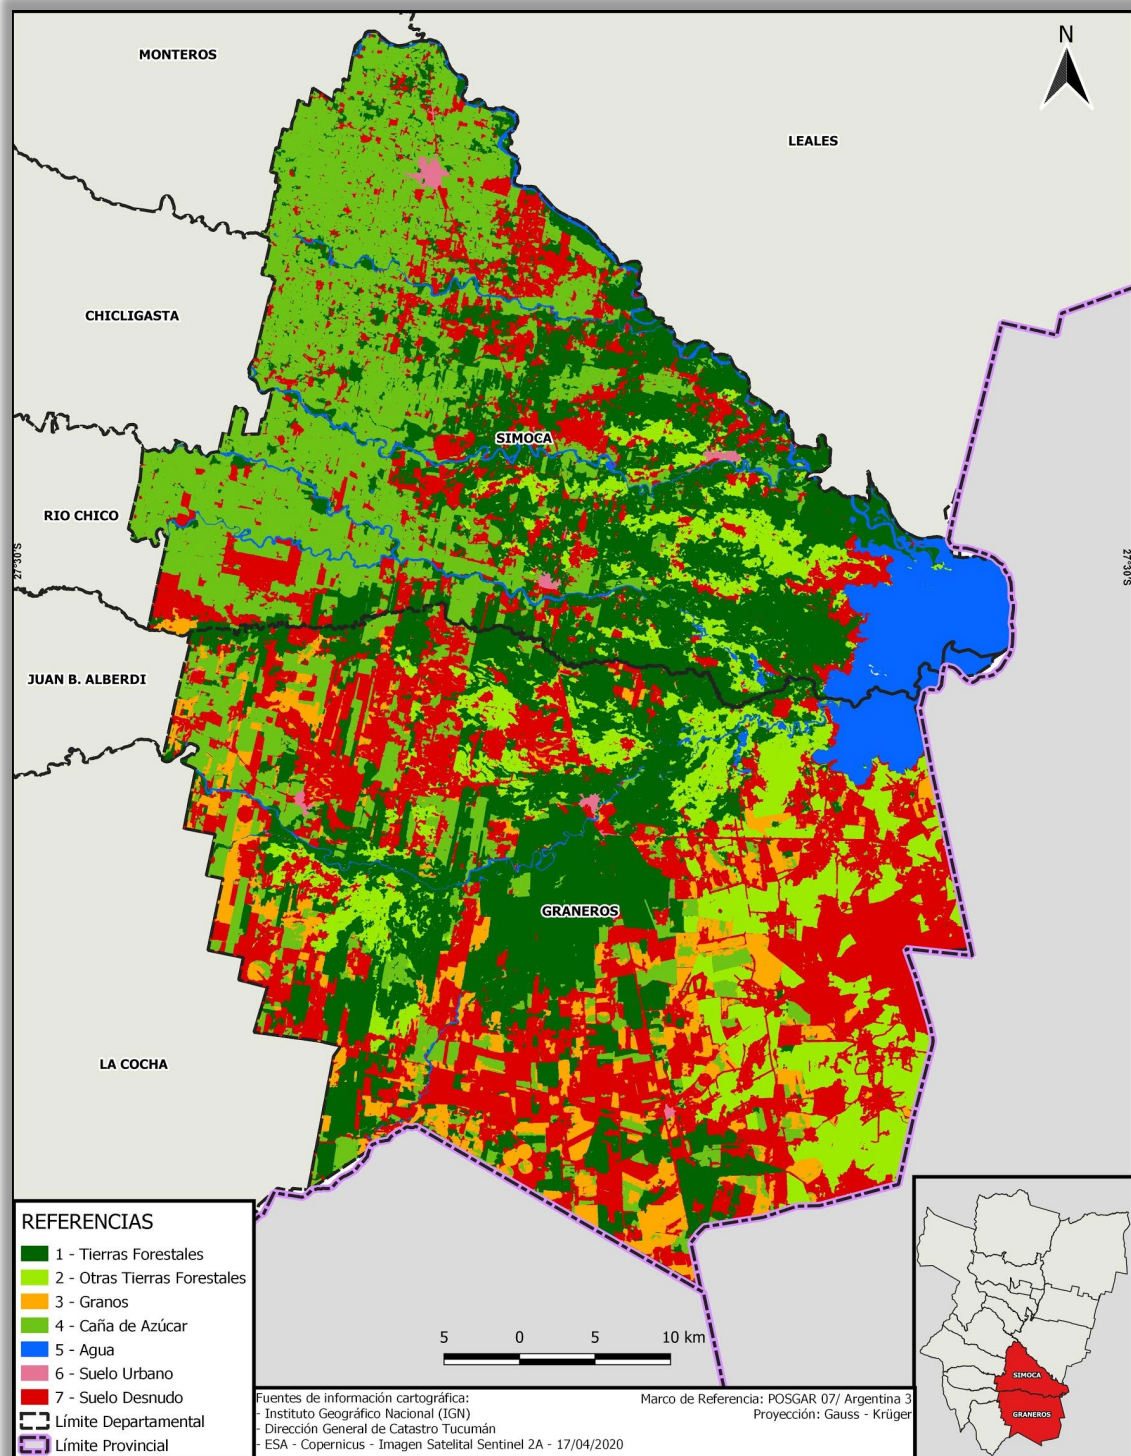 N
MONTEROS
LEALES
CHICLIGASTA
SIMOCA
RIO CHICO
27°30'S
27°30'S
JUAN B. ALBERDI
GRANEROS
LA COCHA
REFERENCIAS
1 - Tierras Forestales
2 - Otras Tierras Forestales
3 - Granos
4 - Caña de Azúcar
5 - Agua
6 - Suelo Urbano
7 - Suelo Desnudo
Límite Departamental
Límite Provincial
5 0 5 10 km
Fuentes de información cartográfica:
- Instituto Geográfico Nacional (IGN)
- Dirección General de Catastro Tucumán
- ESA - Copernicus - Imagen Satelital Sentinel 2A - 17/04/2020
Marco de Referencia: POSGAR 07/ Argentina 3
Proyección: Gauss - Krüger
SIMOCA
GRANEROS